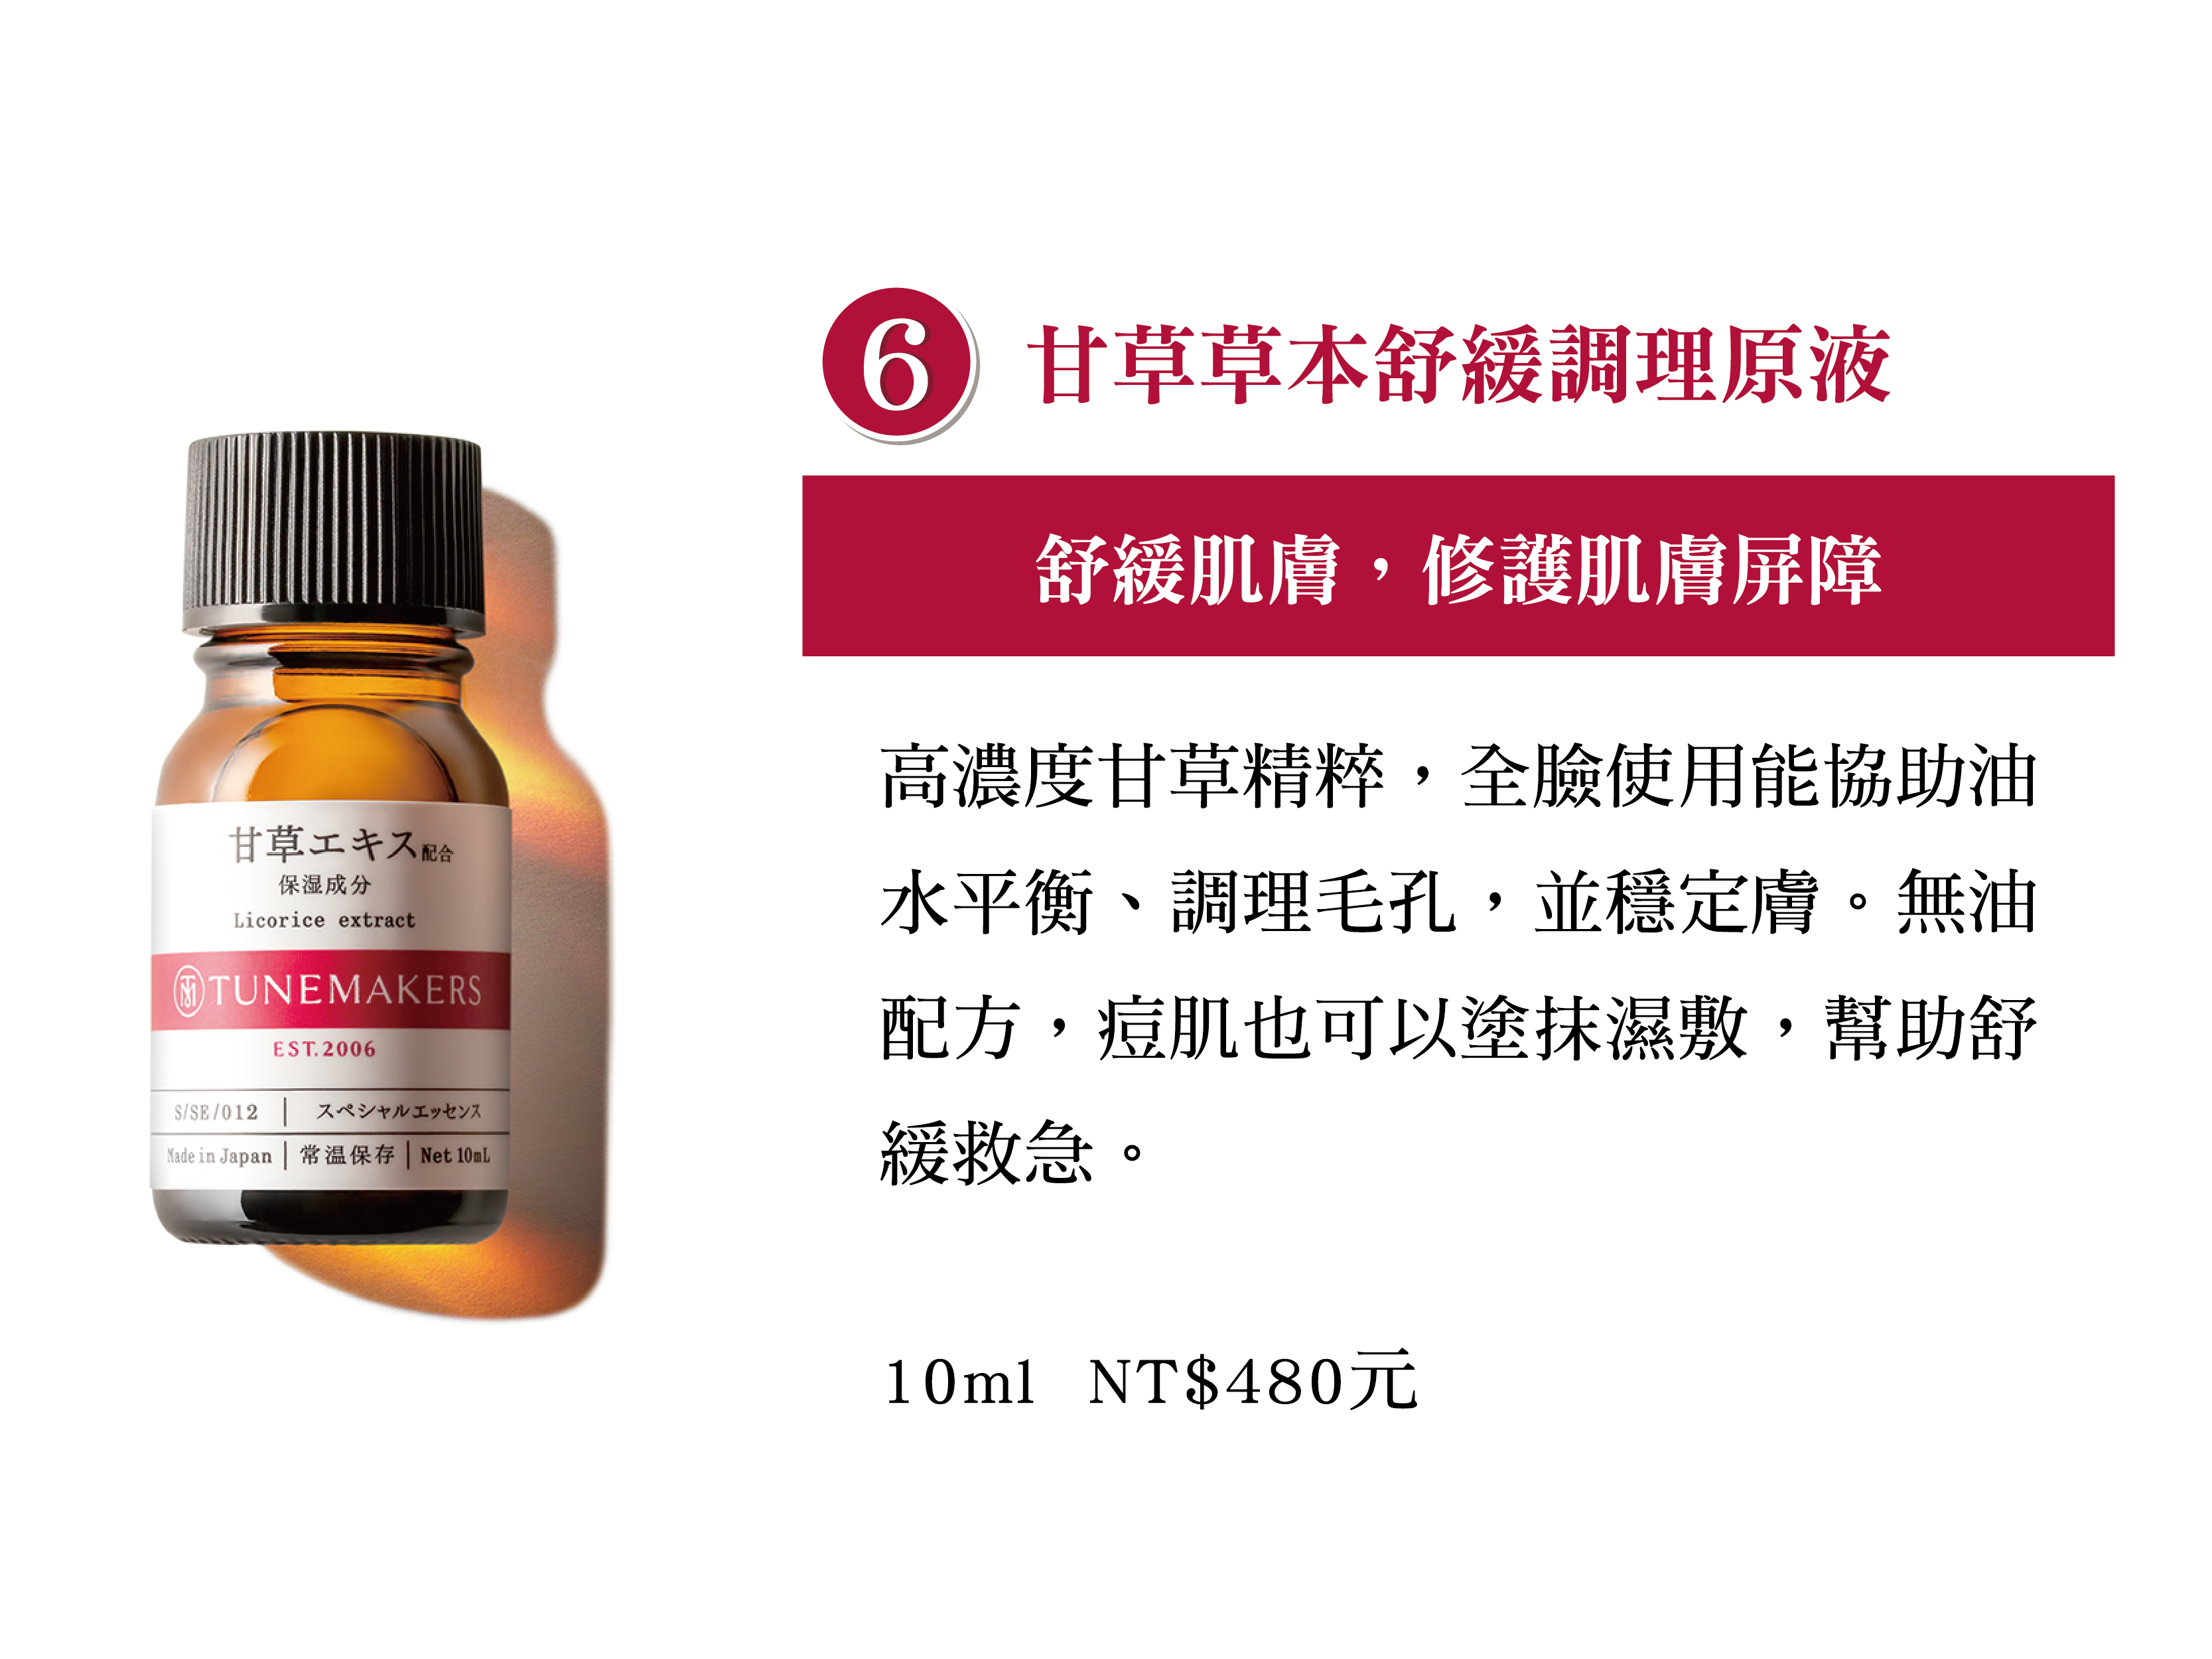 6 甘草草本舒緩調理原液
舒緩肌膚，修護肌膚屏障
高濃度甘草精粹，全臉使用能協助油
水平衡、調理毛孔，並穩定膚。無油
配方，痘肌也可以塗抹濕敷，幫助舒
緩救急。
10ml NT$480元
甘草エキス配合
保湿成分
Licorice extract
TM TUNEMAKERS
EST.2006
S/SE/012 | スペシャルエッセンス
Made in Japan | 常温保存 | Net 10mL